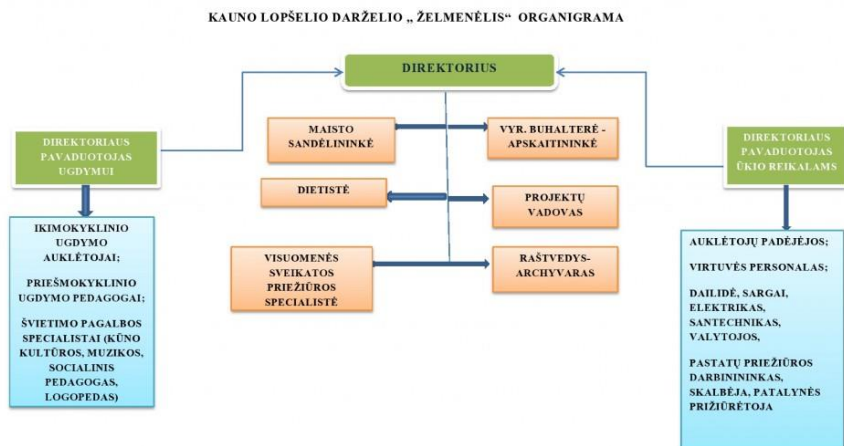 KAUNO LOPŠELIO DARŽELIO „ ŽELMENĖLIS“ ORGANIGRAMA
DIREKTORIUS
DIREKTORIAUS
PAVADUOTOJAS
UGDYMUI
IKIMOKYKLINIO
UGDYMO
AUKLĖTOJAI;
PRIEŠMOKYKLINIO
UGDYMO PEDAGOGAI;
ŠVIETIMO PAGALBOS
SPECIALISTAI (KŪNO
KULTŪROS, MUZIKOS,
SOCIALINIS
PEDAGOGAS,
LOGOPEDAS)
MAISTO
SANDĖLININKĖ
VYR. BUHALTERĖ -
APSKAITININKĖ
DIETISTĖ
PROJEKTŲ
VADOVAS
VISUOMENĖS
SVEIKATOS
PRIEŽIŪROS
SPECIALISTĖ
RAŠTVEDYS-
ARCHYVARAS
DIREKTORIAUS
PAVADUOTOJAS
ŪKIO REIKALAMS
AUKLĖTOJŲ PADĖJĖJOS;
VIRTUVĖS PERSONALAS;
DAILIDĖ, SARGAI,
ELEKTRIKAS,
SANTECHNIKAS,
VALYTOJOS,
PASTATŲ PRIEŽIŪROS
DARBININNKAS,
SKALBĖJA, PATALYNĖS
PRIŽIŪRĖTOJA